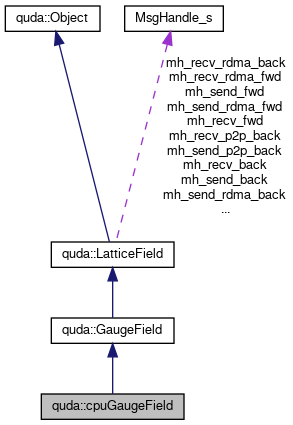 quda::Object
MsgHandle_s
mh_recv_rdma_back
mh_recv_rdma_fwd
mh_send_fwd
mh_send_rdma_fwd
mh_recv_fwd
mh_recv_p2p_back
mh_send_p2p_back
mh_recv_back
mh_send_back
mh_send_rdma_back
...
quda::LatticeField
quda::GaugeField
quda::cpuGaugeField